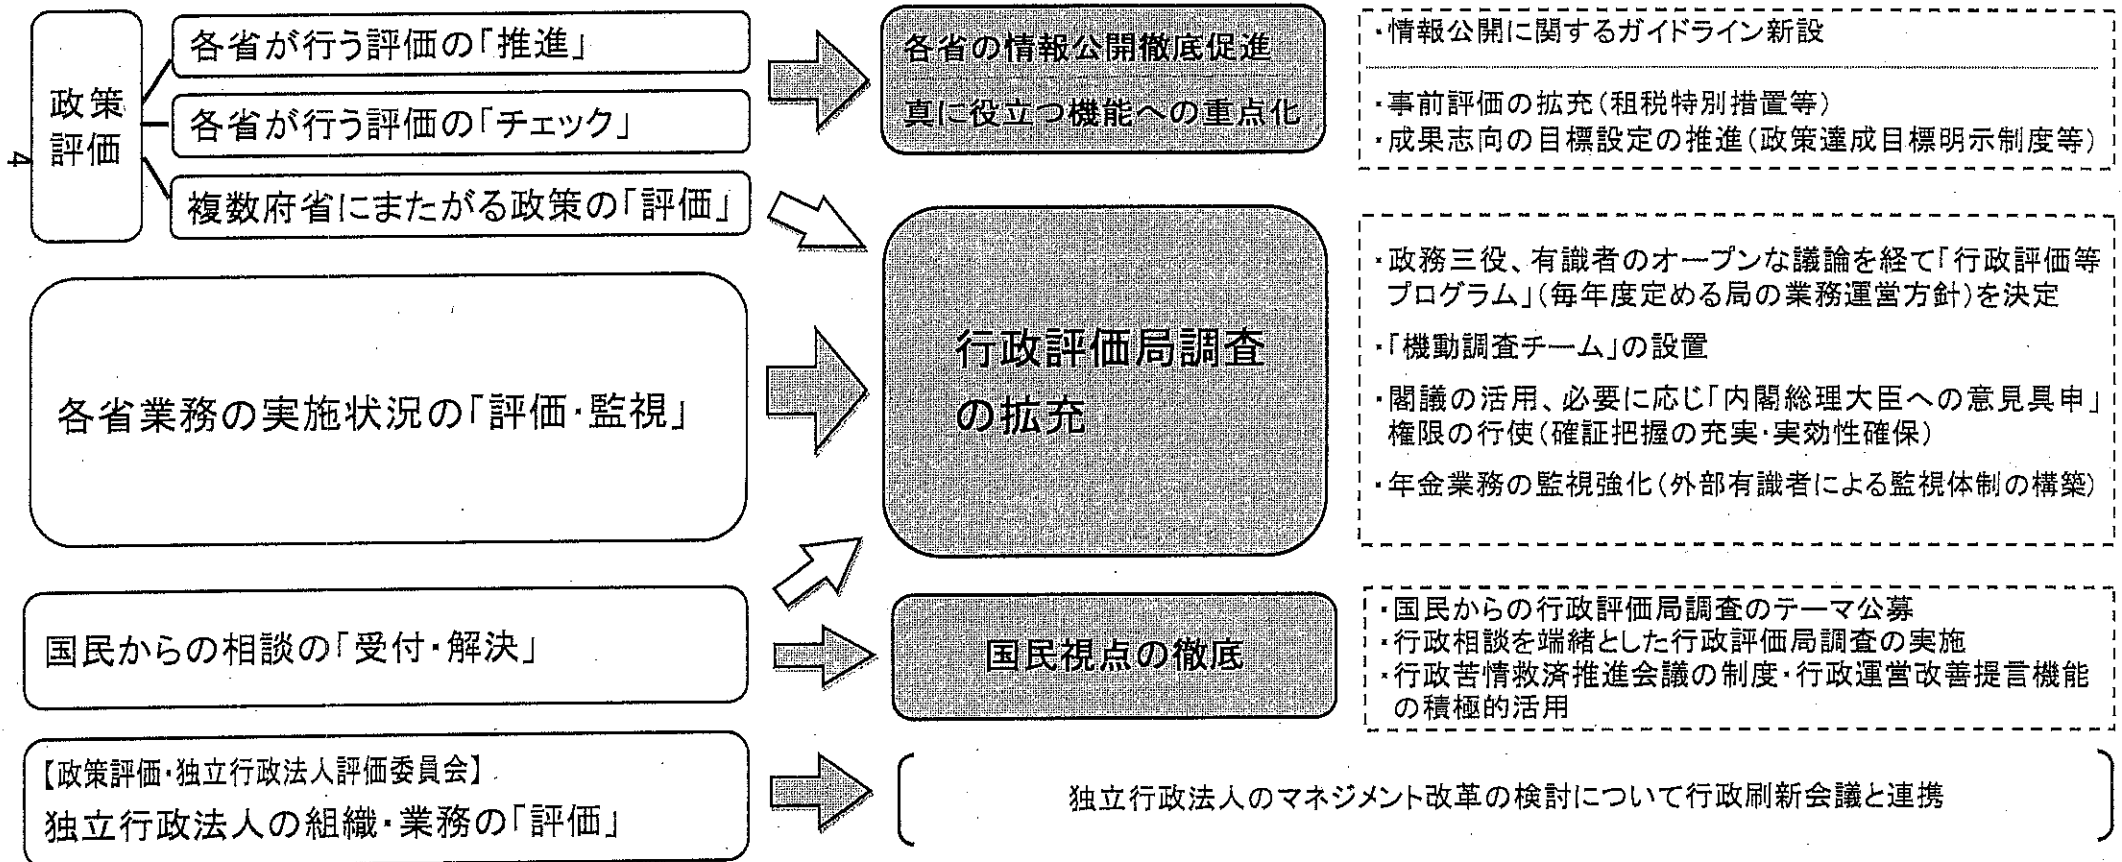 4
政策
評価
各省が行う評価の「推進」
各省が行う評価の「チェック」
複数府省にまたがる政策の「評価」
各省の情報公開徹底促進
真に役立つ機能への重点化
・情報公開に関するガイドライン新設
・事前評価の拡充(租税特別措置等)
・成果志向の目標設定の推進(政策達成目標明示制度等)
各省業務の実施状況の「評価・監視」
行政評価局調査
の拡充
・政務三役、有識者のオープンな議論を経て「行政評価等
プログラム」(毎年度定める局の業務運営方針)を決定
・「機動調査チーム」の設置
・閣議の活用、必要に応じ「内閣総理大臣への意見具申」
権限の行使(確証把握の充実・実効性確保)
・年金業務の監視強化(外部有識者による監視体制の構築)
国民からの相談の「受付・解決」
国民視点の徹底
・国民からの行政評価局調査のテーマ公募
・行政相談を端緒とした行政評価局調査の実施
・行政苦情救済推進会議の制度・行政運営改善提言機能
の積極的活用
【政策評価・独立行政法人評価委員会】
独立行政法人の組織・業務の「評価」
独立行政法人のマネジメント改革の検討について行政刷新会議と連携